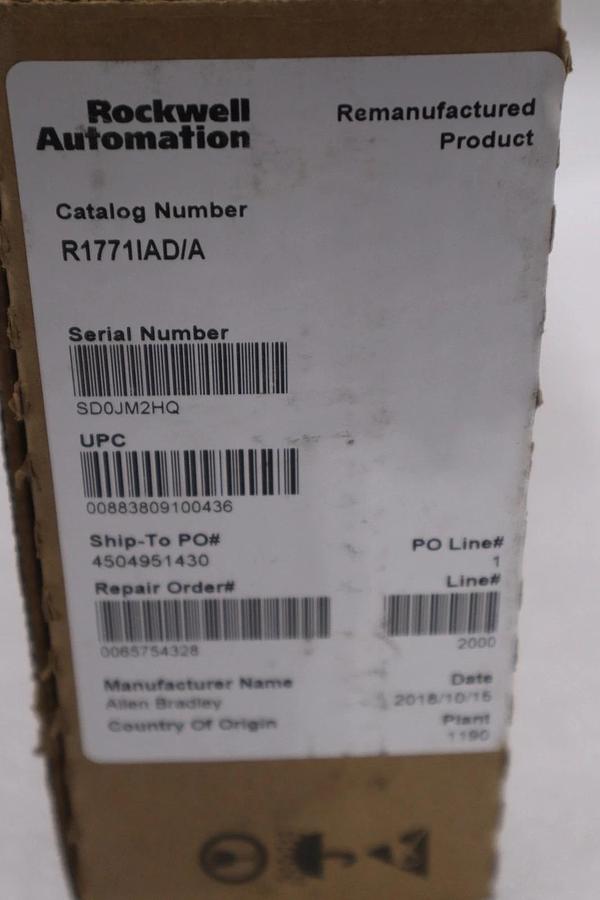 Rockwell
Automation
Remanufactured
Product
Catalog Number
R1771IAD/A
Serial Number
SD0JM2HQ
UPC
00883809100436
Ship-To PO#
4504951430
PO Line#
1
Repair Order#
0065754328
Line#
2000
Manufacturer Name
Allen Bradley
Date
2018/10/15
Country Of Origin
Plant
1190